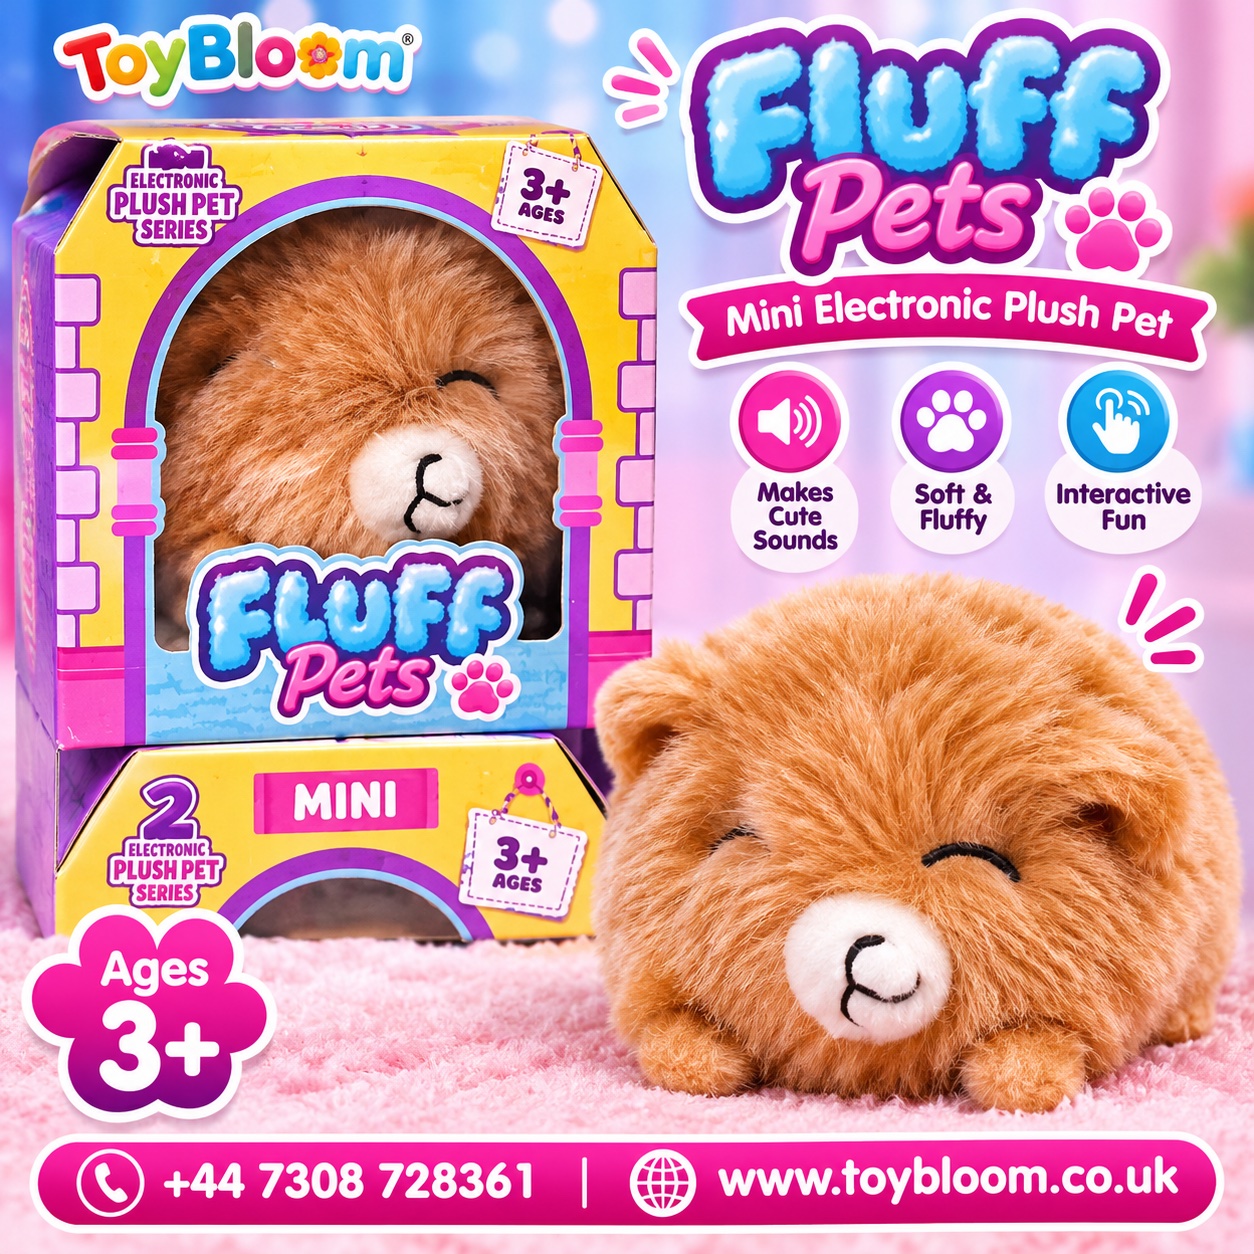 ToyBloom®
Fluff
Pets
Mini Electronic Plush Pet
Makes
Cute
Sounds
Soft &
Fluffy
Interactive
Fun
ELECTRONIC
PLUSH PET
SERIES
3+
AGES
FLUFF
Pets
MINI
2
ELECTRONIC
PLUSH PET
SERIES
3+
AGES
Ages
3+
+44 7308 728361 | www.toybloom.co.uk